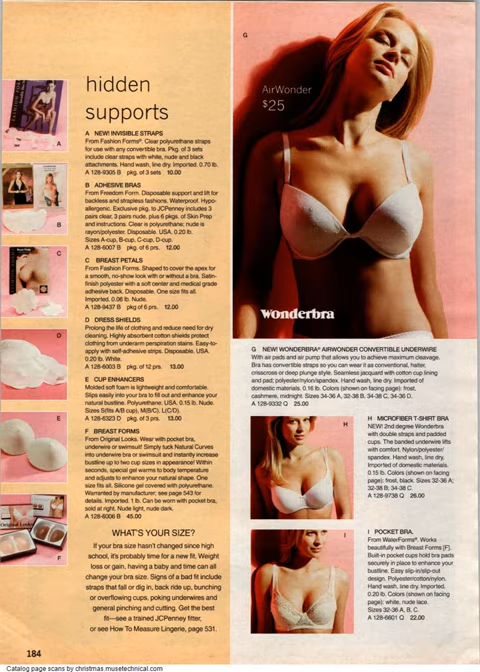 hidden
supports
A NEW! INVISIBLE STRAPS
From Fashion Forms®. Clear polyurethane straps
for use with any convertible bra. Pkg. of 3 sets
include clear straps with white, nude and black
attachments. Hand wash, line dry. Imported. 0.70 lb.
A 128-9305 B pkg. of 3 sets 10.00
B ADHESIVE BRAS
From Freedom Form. Disposable support and lift for
backless and strapless fashions. Waterproof. Hypo-
allergenic. Exclusive pkg. to JCPenney includes 3
pairs clear, 3 pairs nude, plus 6 pkgs. of Skin Prep
and instructions. Clear is polyurethane; nude is
rayon/polyester. Disposable. USA. 0.20 lb.
Sizes A-cup, B-cup, C-cup, D-cup.
A 128-6007 B pkg. of 6 prs. 12.00
C BREAST PETALS
From Fashion Forms. Shaped to cover the apex for
a smooth, no-show look with or without a bra. Satin-
finish polyester with a soft center and medical grade
adhesive back. Disposable. One size fits all.
Imported. 0.06 lb. Nude.
A 128-9437 B pkg of 6 prs. 12.00
D DRESS SHIELDS
Prolong the life of clothing and reduce need for dry
cleaning. Highly absorbent cotton shields protect
clothing from underarm perspiration stains. Easy-to-
apply with self-adhesive strips. Disposable. USA.
0.20 lb. White.
A 128-6003 B pkg. of 12 prs. 13.00
E CUP ENHANCERS
Molded soft foam is lightweight and comfortable.
Slips easily into your bra to fill out and enhance your
natural bustline. Polyurethane. USA. 0.15 lb. Nude.
Sizes S(fits A/B cup), M(B/C), L(C/D).
A 128-6323 D pkg. of 3 prs. 13.00
F BREAST FORMS
From Original Looks. Wear with pocket bra,
underwire or swimsuit! Simply tuck Natural Curves
into underwire bra or swimsuit and instantly increase
bustline up to two cup sizes in appearance! Within
seconds, special gel warms to body temperature
and adjusts to enhance your natural shape. One
size fits all. Silicone gel covered with polyurethane.
Warranted by manufacturer; see page 543 for
details. Imported. 1 lb. Can be worn with pocket bra,
sold at right. Nude light, nude dark.
A 128-6006 B 45.00
WHAT'S YOUR SIZE?
If your bra size hasn't changed since high
school, it's probably time for a new fit. Weight
loss or gain, having a baby and time can all
change your bra size. Signs of a bad fit include
straps that fall or dig in, back ride up, bunching
or overflowing cups, poking underwires and
general pinching and cutting. Get the best
fit—see a trained JCPenney fitter,
or see How To Measure Lingerie, page 531.
184
A
B
C
D
E
F
G
AirWonder
$25
Wonderbra
G NEW! WONDERBRA® AIRWONDER CONVERTIBLE UNDERWIRE
With air pads and air pump that allows you to achieve maximum cleavage.
Bra has convertible straps so you can wear it as conventional, halter,
crisscross or deep plunge style. Seamless jacquard with cotton cup lining
and pad; polyester/nylon/spandex. Hand wash, line dry. Imported of
domestic materials. 0.16 lb. Colors (shown on facing page): frost,
cashmere, midnight. Sizes 34-36 A, 32-38 B, 34-38 C, 34-36 D.
A 128-9332 Q 25.00
H
H MICROFIBER T-SHIRT BRA
NEW! 2nd degree Wonderbra
with double straps and padded
cups. The banded underwire lifts
with comfort. Nylon/polyester/
spandex. Hand wash, line dry.
Imported of domestic materials.
0.15 lb. Colors (shown on facing
page): frost, black. Sizes 32-36 A;
32-38 B; 34-38 C.
A 128-9738 Q 26.00
I
I POCKET BRA.
From WaterForms®. Works
beautifully with Breast Forms [F].
Built-in pocket cups hold bra pads
securely in place to enhance your
bustline. Easy slip-in/slip-out
design. Polyester/cotton/nylon.
Hand wash, line dry. Imported.
0.20 lb. Colors (shown on facing
page): white, nude lace.
Sizes 32-36 A, B, C.
A 128-6601 Q 22.00
Catalog page scans by christmas.musetechnical.com